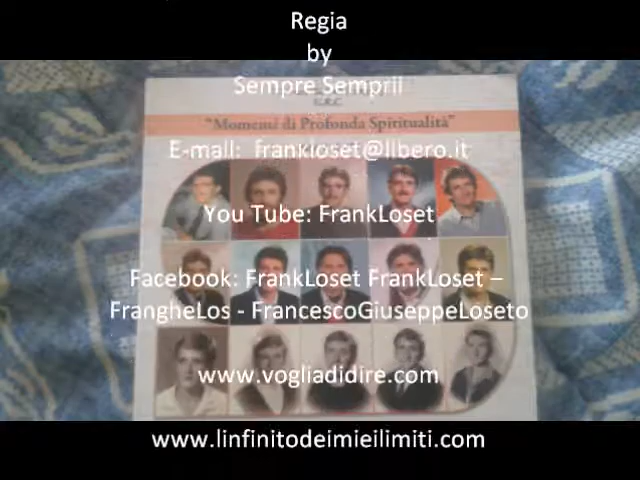 Regia
by
Sempre Semprii
"Momenti di Profonda Spiritualità"
E-mail: frankloset@libero.it
You Tube: FrankLoset
Facebook: FrankLoset FrankLoset –
FrangheLos - FrancescoGiuseppeLoseto
www.vogliadidire.com
www.linfinitodeimieilimiti.com